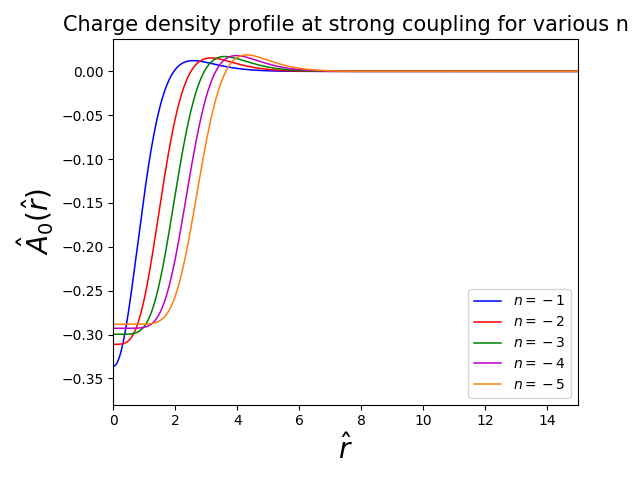 Charge density profile at strong coupling for various n
0.00
−0.05
−0.10
−0.15
−0.20
−0.25
−0.30
−0.35
Â₀(r̂)
0 2 4 6 8 10 12 14
r̂
n = −1
n = −2
n = −3
n = −4
n = −5